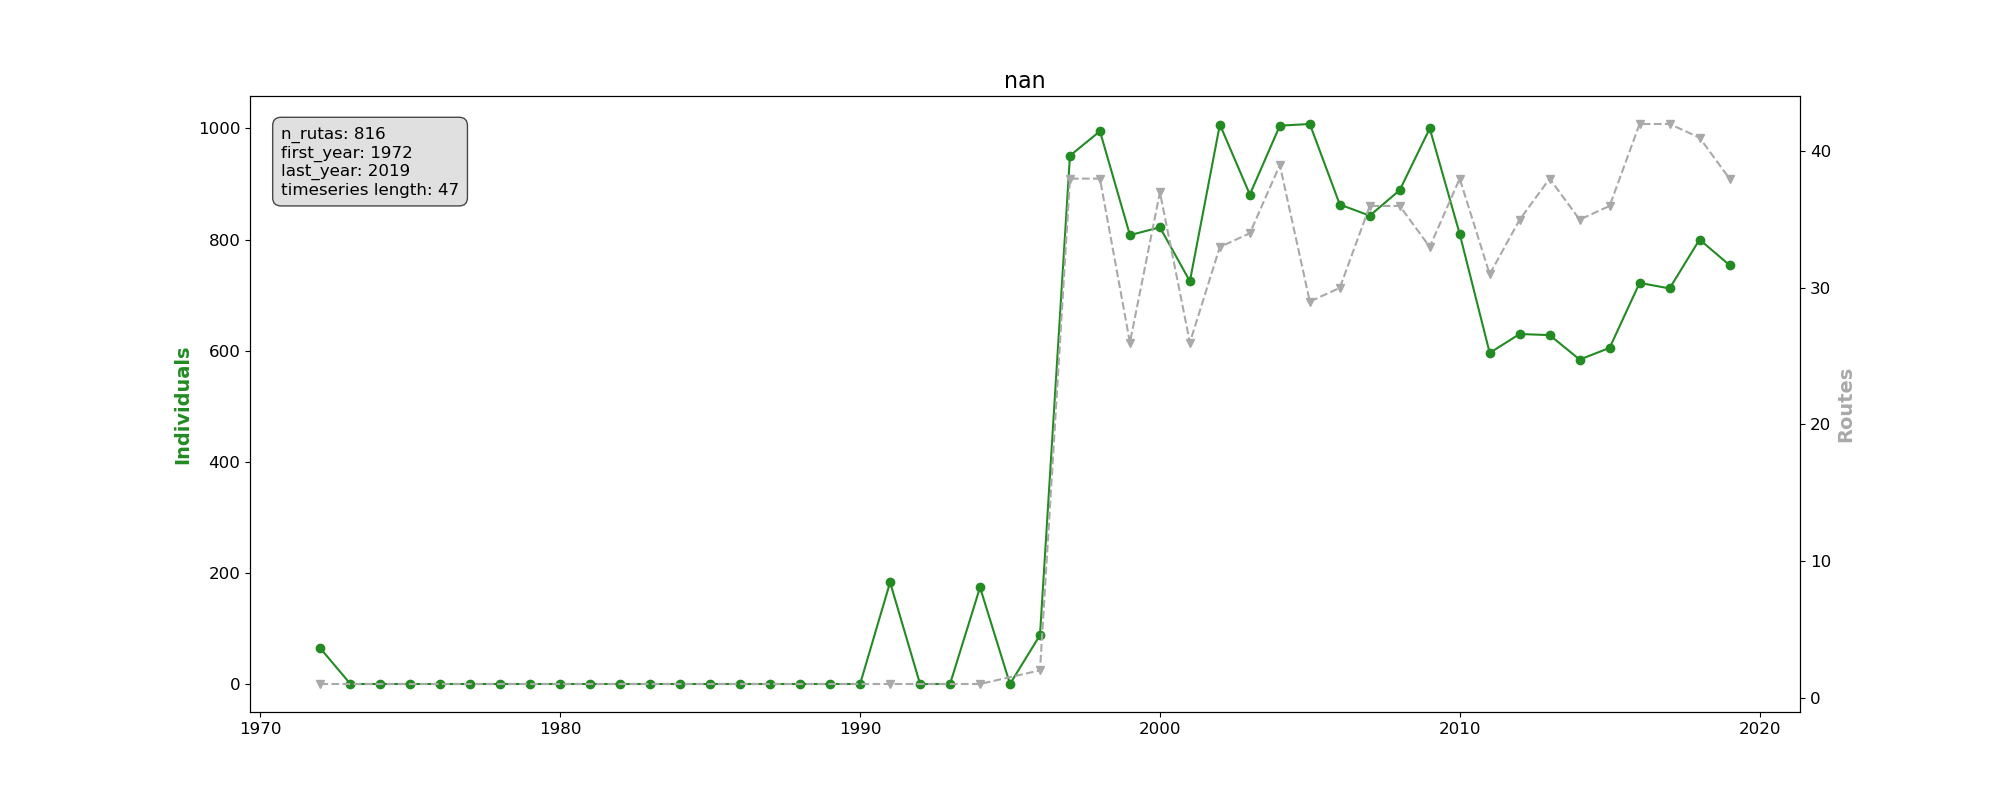 nan
n_rutas: 816
first_year: 1972
last_year: 2019
timeseries length: 47
1000
800
600
400
200
0
Individuals
40
30
20
10
0
Routes
1970
1980
1990
2000
2010
2020